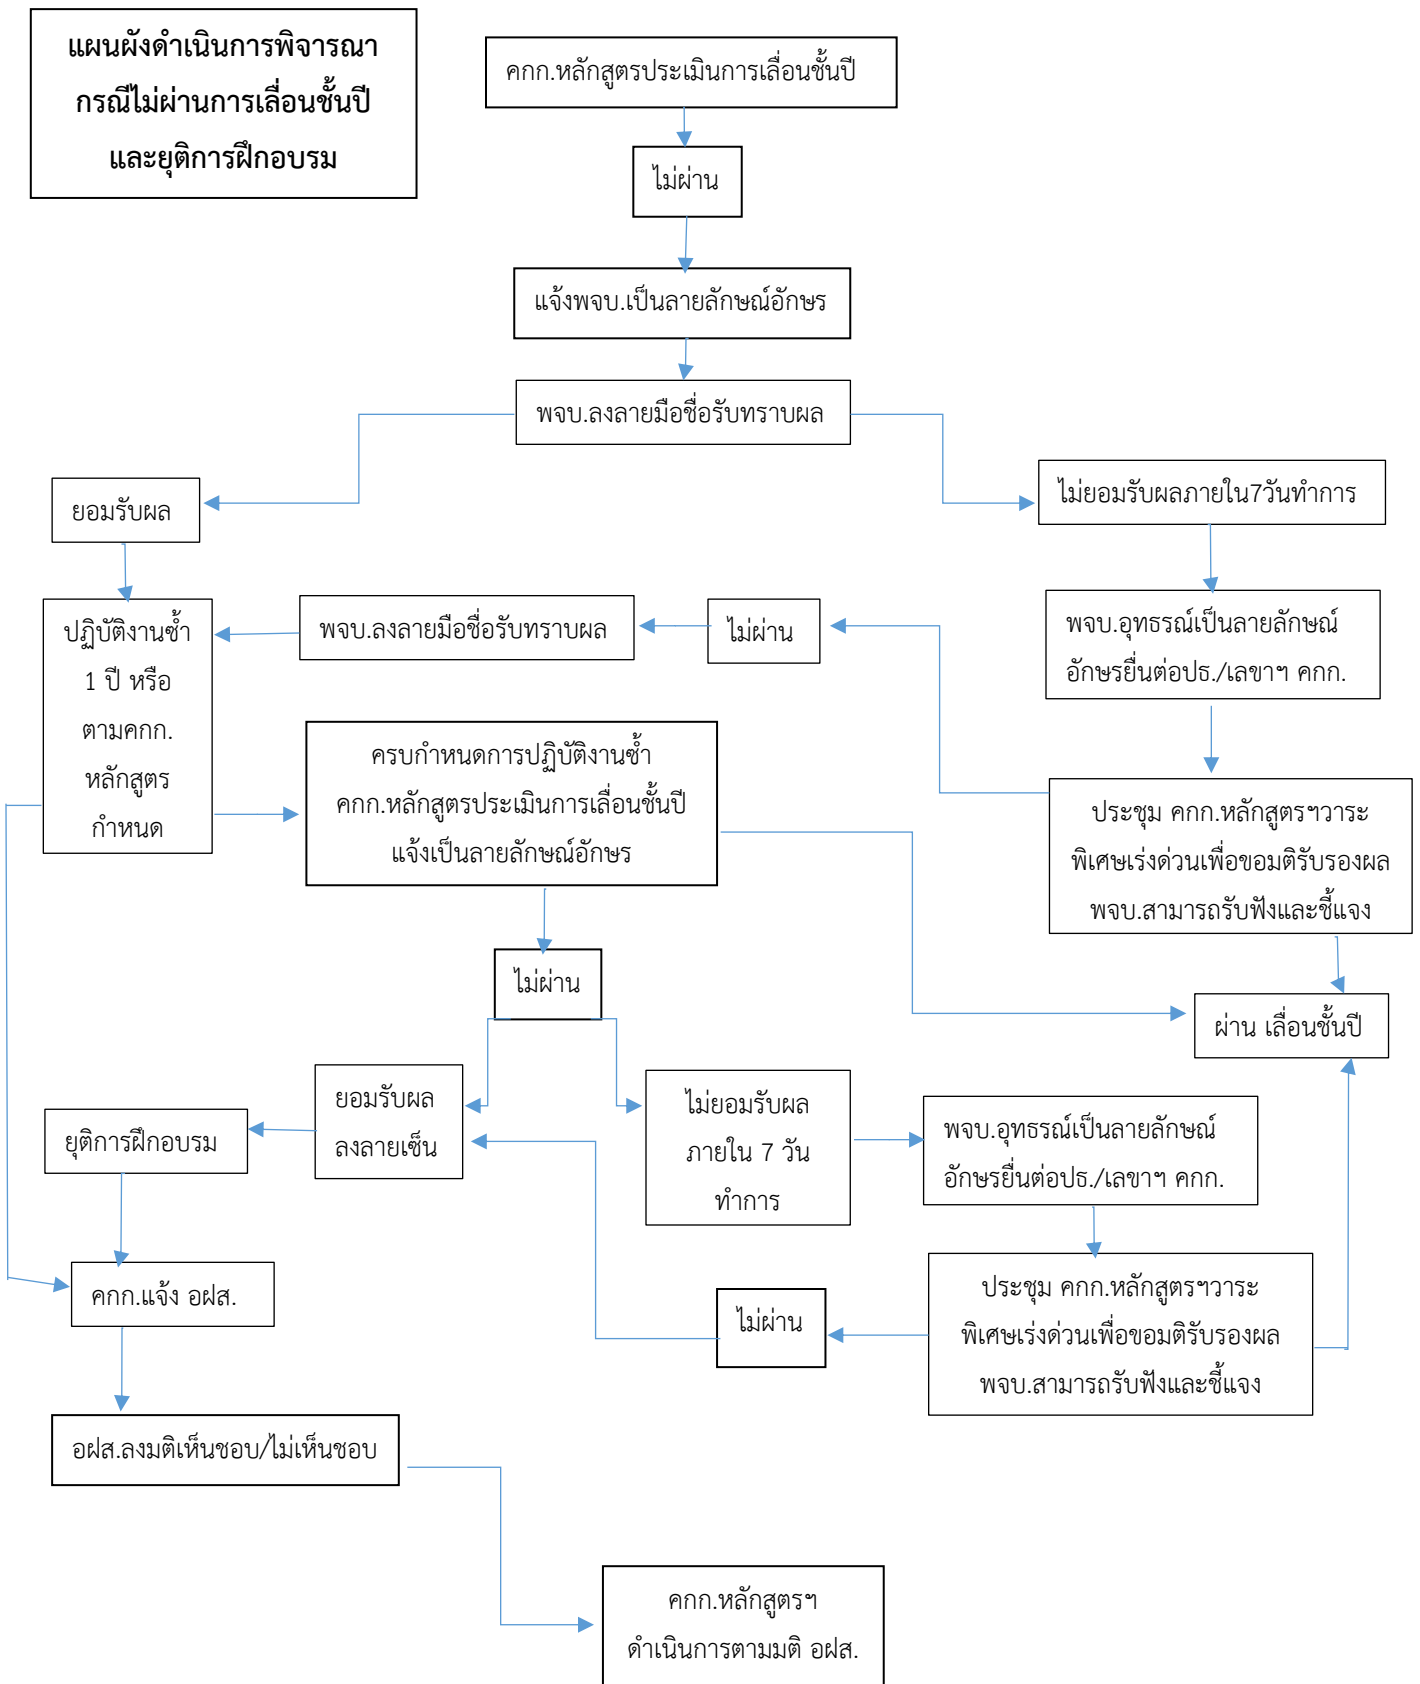 แผนผังดำเนินการพิจารณา
กรณีไม่ผ่านการเลื่อนชั้นปี
และยุติการฝึกอบรม
คกก.หลักสูตรประเมินการเลื่อนชั้นปี
ไม่ผ่าน
แจ้งพจบ.เป็นลายลักษณ์อักษร
พจบ.ลงลายมือชื่อรับทราบผล
ยอมรับผล
ไม่ยอมรับผลภายใน7วันทำการ
ปฏิบัติงานซ้ำ
1 ปี หรือ
ตามคกก.
หลักสูตร
กำหนด
พจบ.ลงลายมือชื่อรับทราบผล
ไม่ผ่าน
พจบ.อุทธรณ์เป็นลายลักษณ์
อักษรยื่นต่อปธ./เลขาฯ คกก.
ครบกำหนดการปฏิบัติงานซ้ำ
คกก.หลักสูตรประเมินการเลื่อนชั้นปี
แจ้งเป็นลายลักษณ์อักษร
ประชุม คกก.หลักสูตรฯวาระ
พิเศษเร่งด่วนเพื่อขอมติรับรองผล
พจบ.สามารถรับฟังและชี้แจง
ไม่ผ่าน
ผ่าน เลื่อนชั้นปี
ยอมรับผล
ลงลายเซ็น
ไม่ยอมรับผล
ภายใน 7 วัน
ทำการ
พจบ.อุทธรณ์เป็นลายลักษณ์
อักษรยื่นต่อปธ./เลขาฯ คกก.
ยุติการฝึกอบรม
คกก.แจ้ง อฝส.
ไม่ผ่าน
ประชุม คกก.หลักสูตรฯวาระ
พิเศษเร่งด่วนเพื่อขอมติรับรองผล
พจบ.สามารถรับฟังและชี้แจง
อฝส.ลงมติเห็นชอบ/ไม่เห็นชอบ
คกก.หลักสูตรฯ
ดำเนินการตามมติ อฝส.